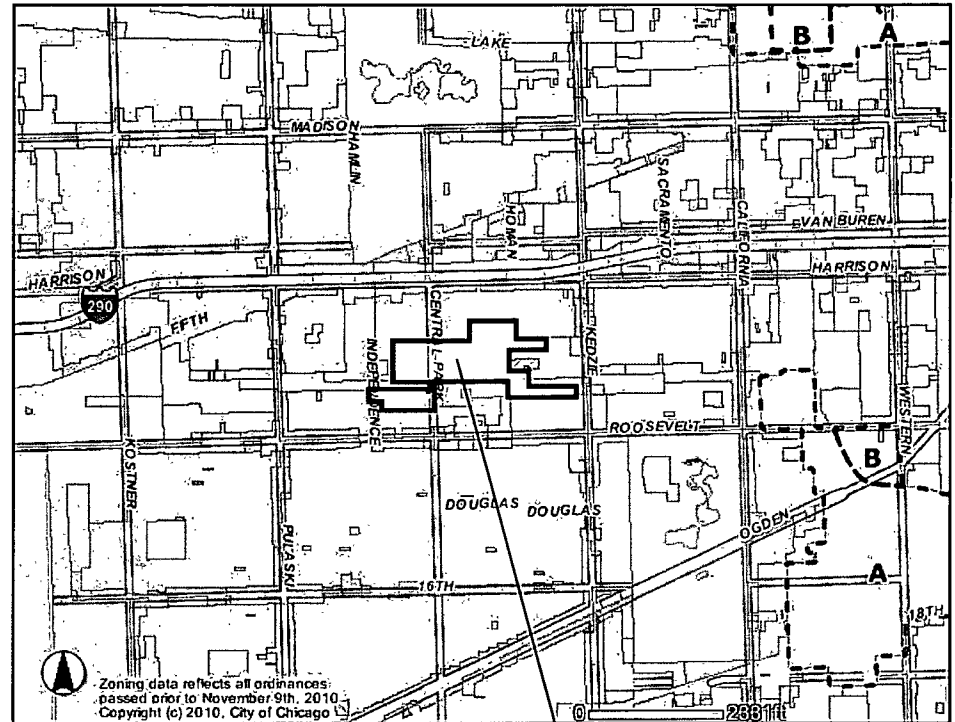 LAKE
B
A
MADISON
HAMLIN
HOMAN
SACRAMENTO
CALIFORNIA
VAN BUREN
HARRISON
HARRISON
290
FIFTH
CENTRAL PARK
KEDZIE
INDEPENDENCE
WESTERN
ROOSEVELT
B
KOSTNER
DOUGLAS
DOUGLAS
OGDEN
PULASKI
16TH
A
18TH
Zoning data reflects all ordinances
passed prior to November 9th, 2010
Copyright (c) 2010, City of Chicago
0 2881ft